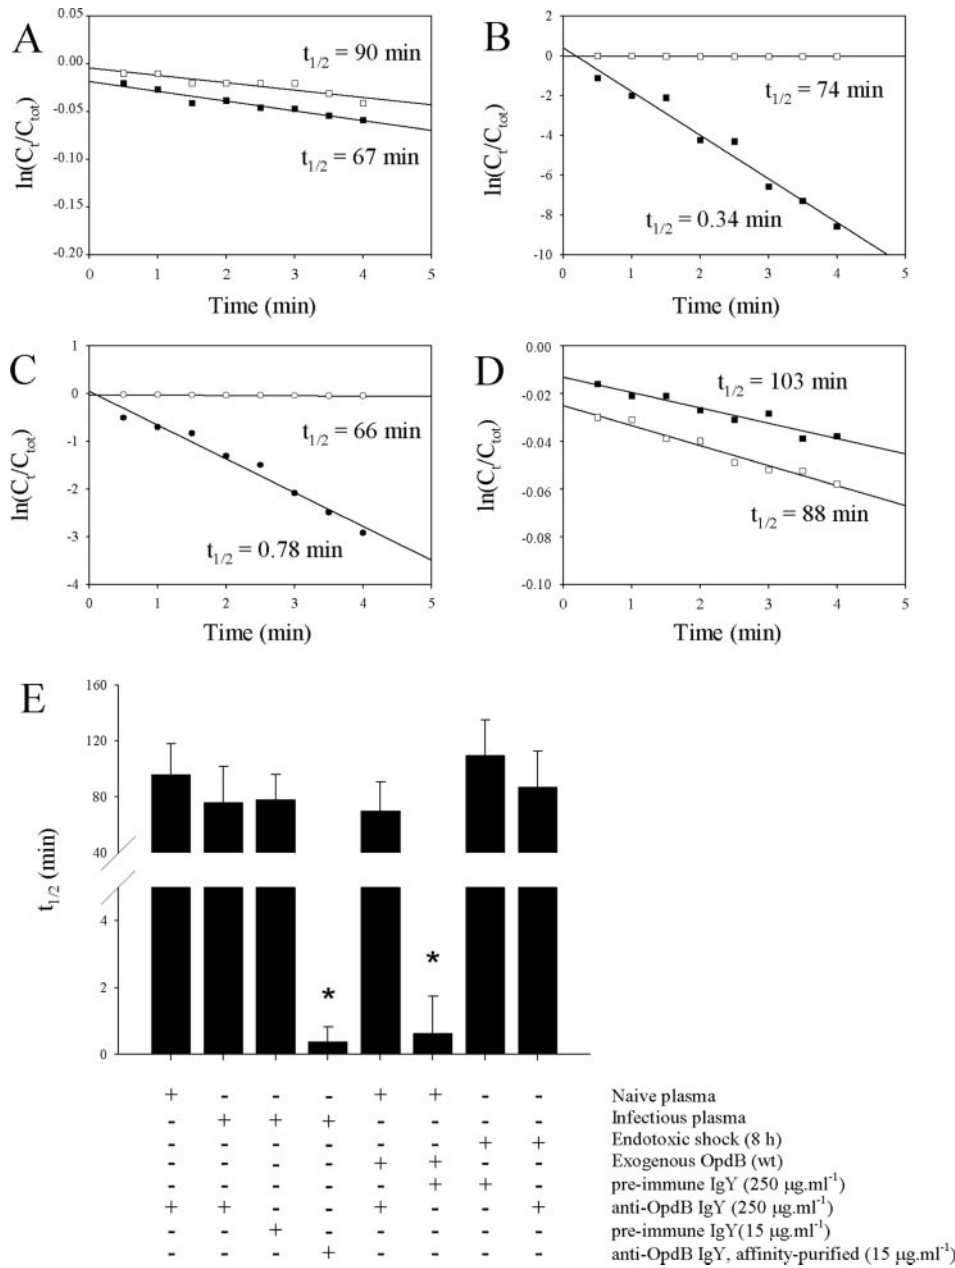 A
ln(Ct/Ctot)
0.05
0.00
-0.05
-0.10
-0.15
-0.20
t1/2 = 90 min
t1/2 = 67 min
0 1 2 3 4 5
Time (min)
B
ln(Ct/Ctot)
2
0
-2
-4
-6
-8
-10
t1/2 = 74 min
t1/2 = 0.34 min
0 1 2 3 4 5
Time (min)
C
ln(Ct/Ctot)
1
0
-1
-2
-3
-4
t1/2 = 66 min
t1/2 = 0.78 min
0 1 2 3 4 5
Time (min)
D
ln(Ct/Ctot)
0.00
-0.02
-0.04
-0.06
-0.08
-0.10
t1/2 = 103 min
t1/2 = 88 min
0 1 2 3 4 5
Time (min)
E
t1/2 (min)
160
120
80
40
4
2
0
* *
+ - - - + + - - Naive plasma
- + + + - - - - Infectious plasma
- - - - - - + + Endotoxic shock (8 h)
- - - - + + - - Exogenous OpdB (wt)
- - - - - + + - pre-immune IgY (250 µg.ml-1)
+ + - - + - - + anti-OpdB IgY (250 µg.ml-1)
- - + - - - - - pre-immune IgY(15 µg.ml-1)
- - - + - - - - anti-OpdB IgY, affinity-purified (15 µg.ml-1)